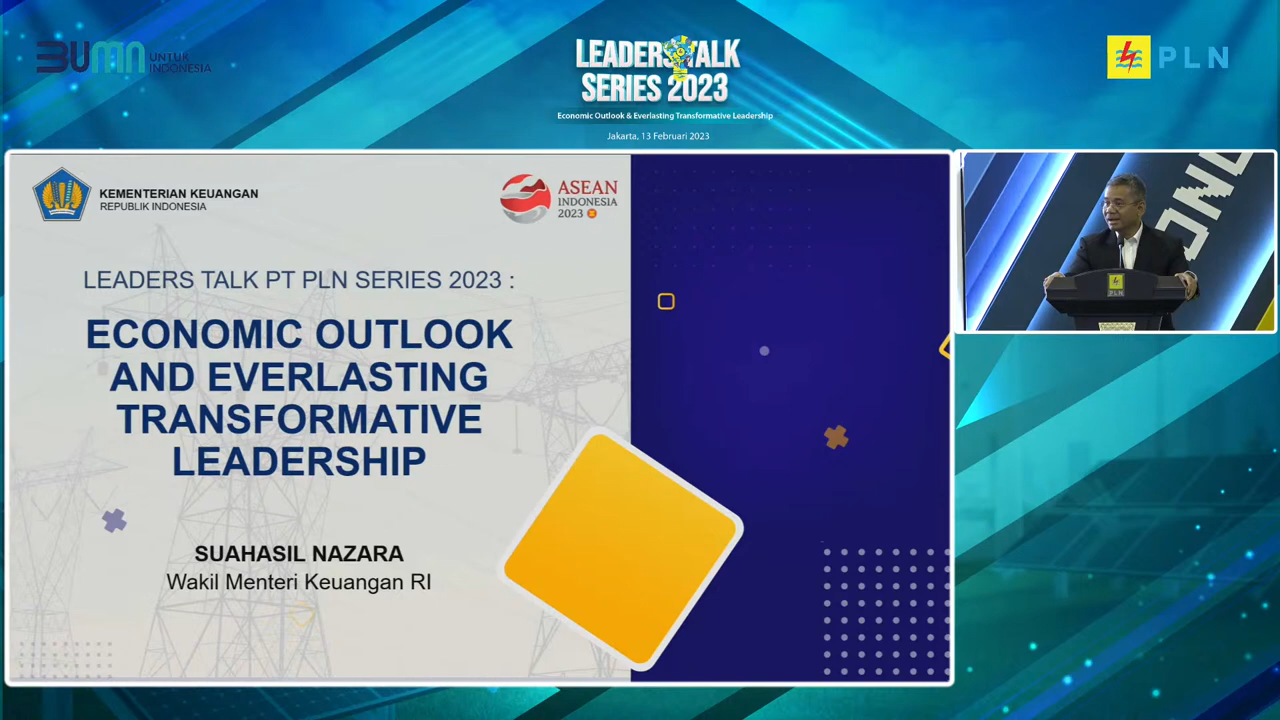 BUMN UNTUK
INDONESIA
LEADERS TALK
SERIES 2023
Economic Outlook & Everlasting Transformative Leadership
Jakarta, 13 Februari 2023
PLN
KEMENTERIAN KEUANGAN
REPUBLIK INDONESIA
ASEAN
INDONESIA
2023
LEADERS TALK PT PLN SERIES 2023 :
ECONOMIC OUTLOOK
AND EVERLASTING
TRANSFORMATIVE
LEADERSHIP
SUAHASIL NAZARA
Wakil Menteri Keuangan RI
PLN